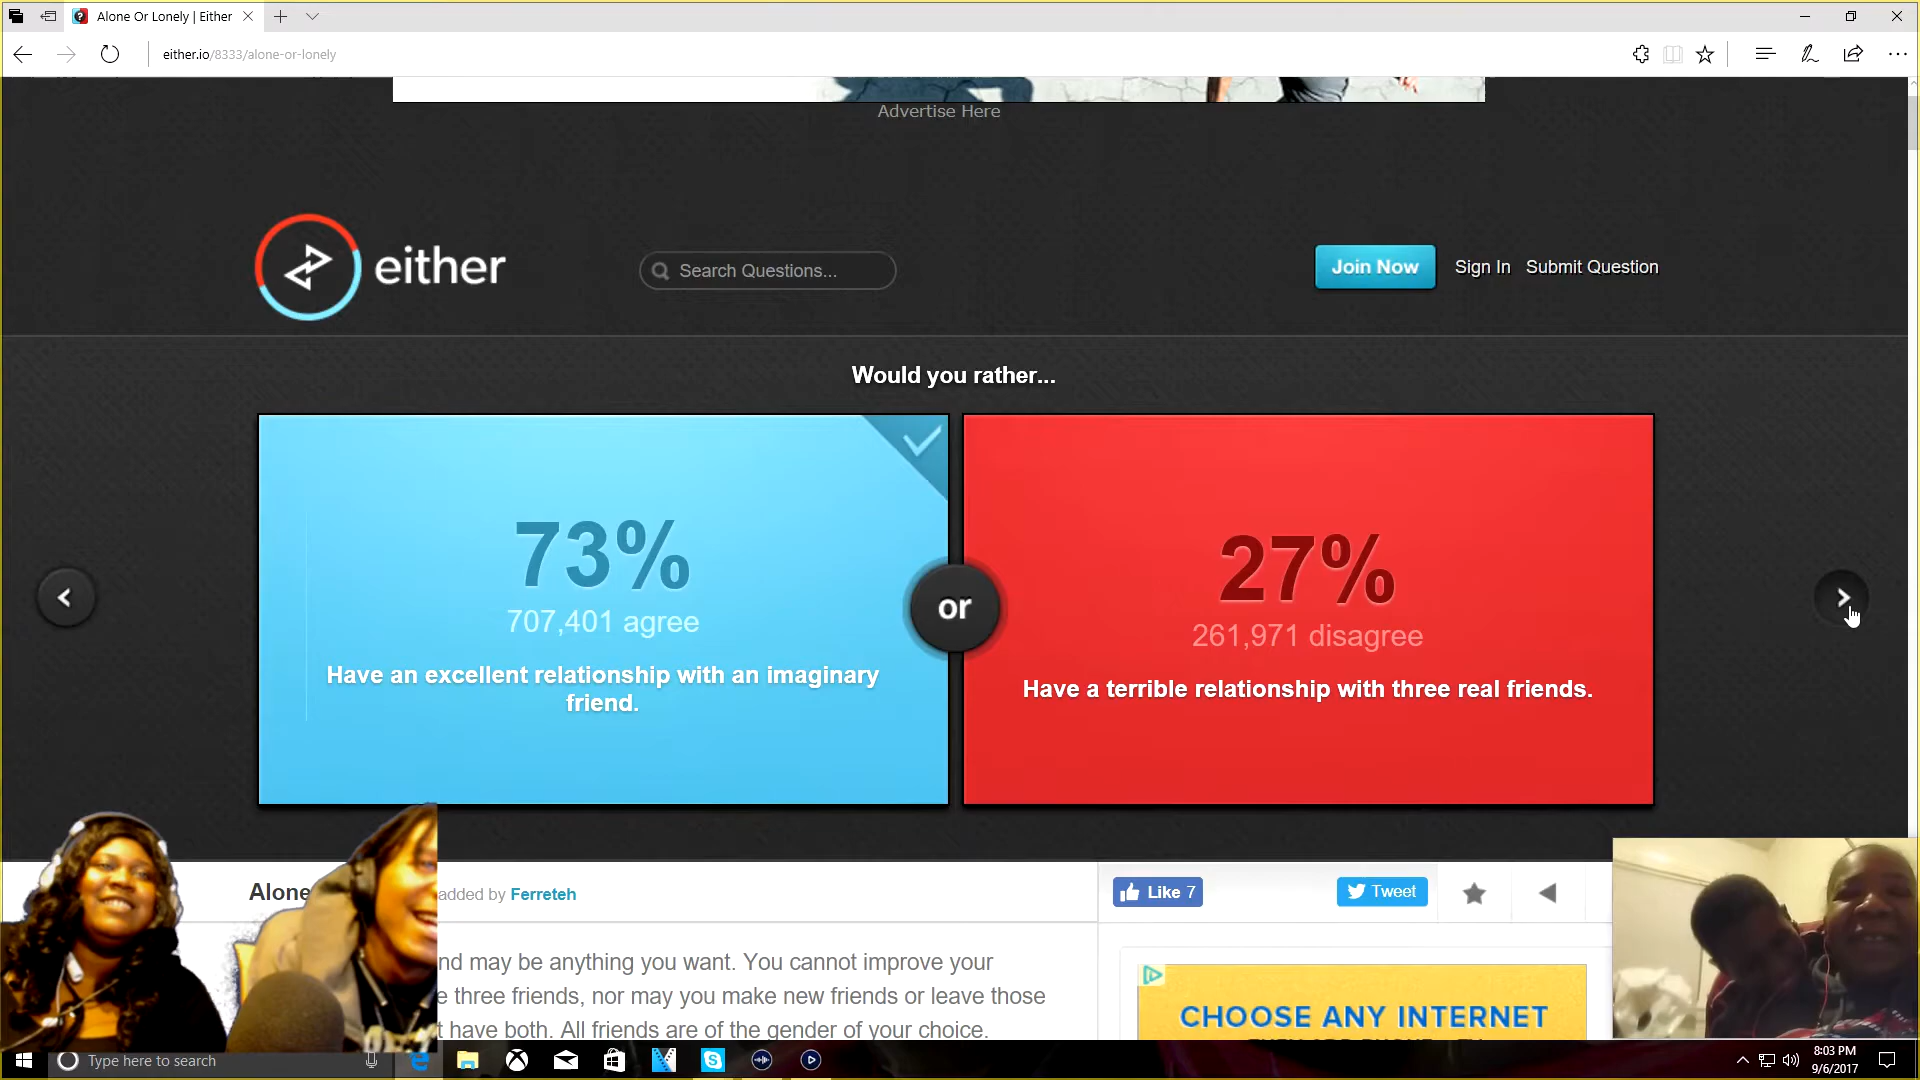 Alone Or Lonely | Either
either.io/8333/alone-or-lonely
Advertise Here
either
Search Questions...
Join Now
Sign In
Submit Question
Would you rather...
73%
707,401 agree
Have an excellent relationship with an imaginary
friend.
or
27%
261,971 disagree
Have a terrible relationship with three real friends.
Alone
added by Ferreteh
Like 7
Tweet
nd may be anything you want. You cannot improve your
e three friends, nor may you make new friends or leave those
t have both. All friends are of the gender of your choice.
CHOOSE ANY INTERNET
Type here to search
8:03 PM
9/6/2017